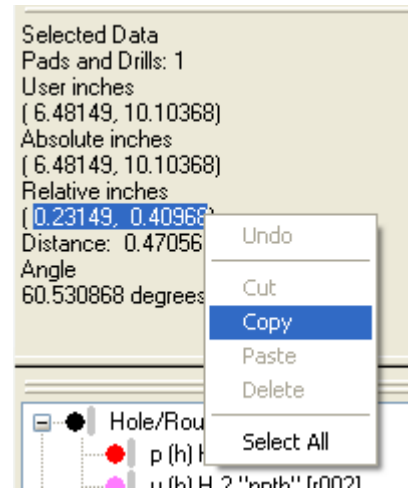 Selected Data
Pads and Drills: 1
User inches
( 6.48149, 10.10368)
Absolute inches
( 6.48149, 10.10368)
Relative inches
( 0.23149, 0.40968)
Distance: 0.47056
Angle
60.530868 degrees
Undo
Cut
Copy
Paste
Delete
Select All
Hole/Rou
p (h) H
(h) H 2 "npth" [r002]